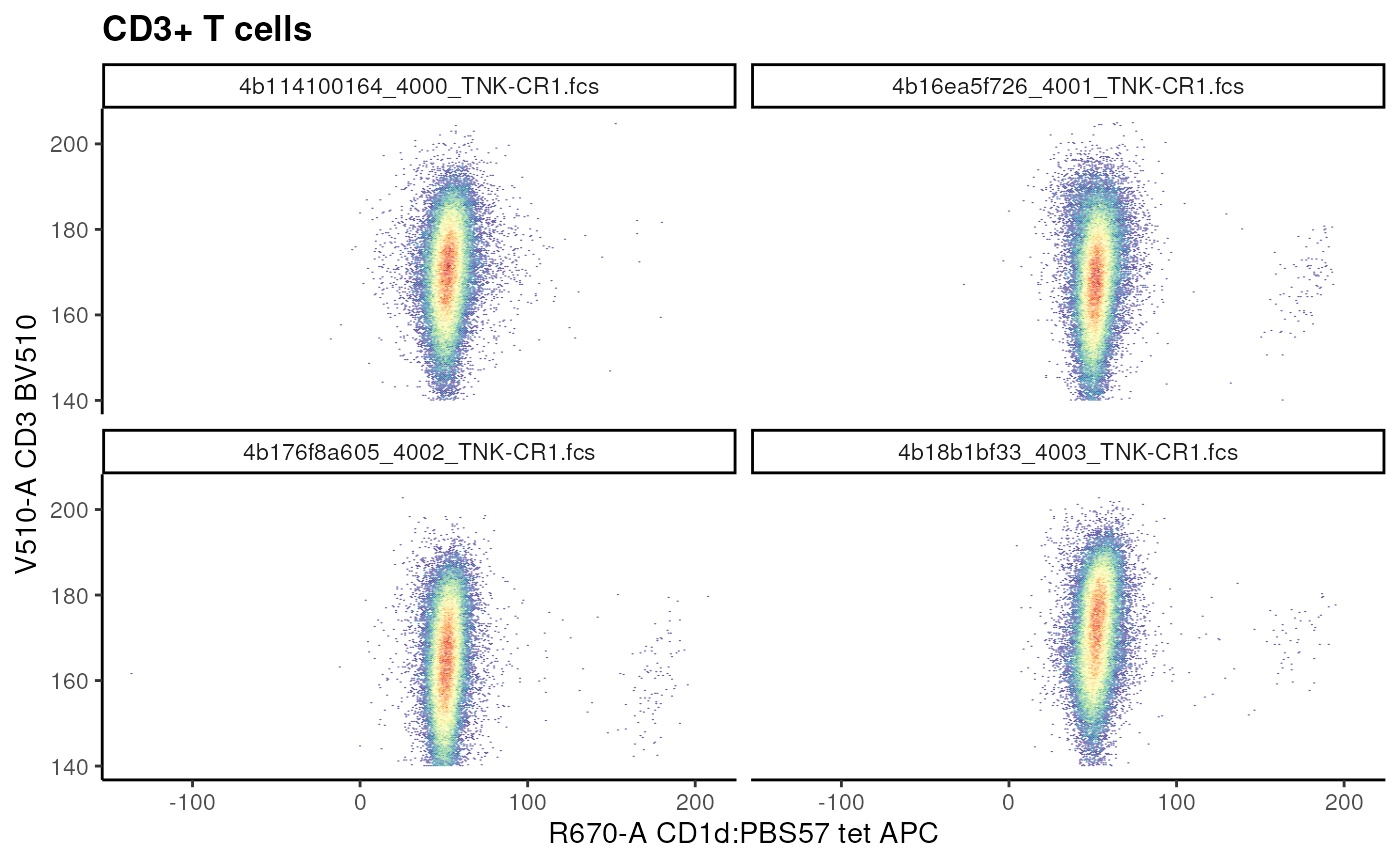 CD3+ T cells
4b114100164_4000_TNK-CR1.fcs
4b16ea5f726_4001_TNK-CR1.fcs
200
180
160
140
4b176f8a605_4002_TNK-CR1.fcs
4b18b1bf33_4003_TNK-CR1.fcs
200
180
160
140
V510-A CD3 BV510
-100
0
100
200
-100
0
100
200
R670-A CD1d:PBS57 tet APC